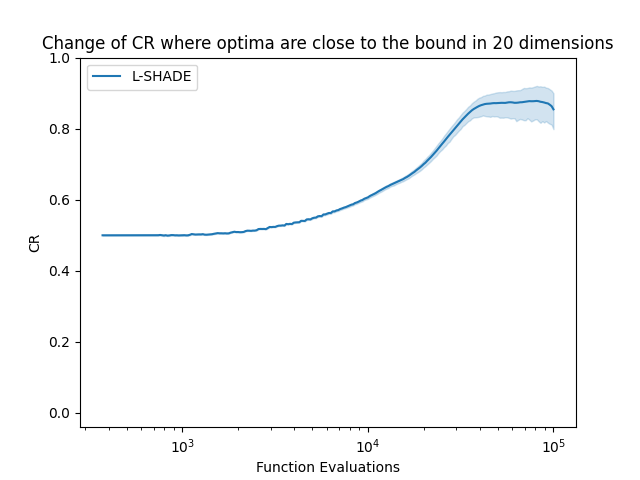 Change of CR where optima are close to the bound in 20 dimensions
L-SHADE
1.0
0.8
0.6
0.4
0.2
0.0
CR
10³ 10⁴ 10⁵
Function Evaluations